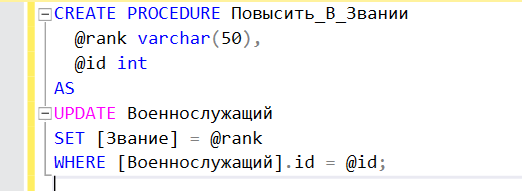 CREATE PROCEDURE Повысить_В_Звании
@rank varchar(50),
@id int
AS
UPDATE Военнослужащий
SET [Звание] = @rank
WHERE [Военнослужащий].id = @id;